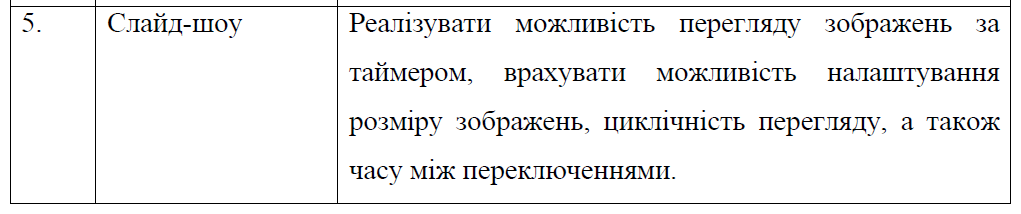 5. Слайд-шоу Реалізувати можливість перегляду зображень за
таймером, врахувати можливість налаштування
розміру зображень, циклічність перегляду, а також
часу між переключеннями.